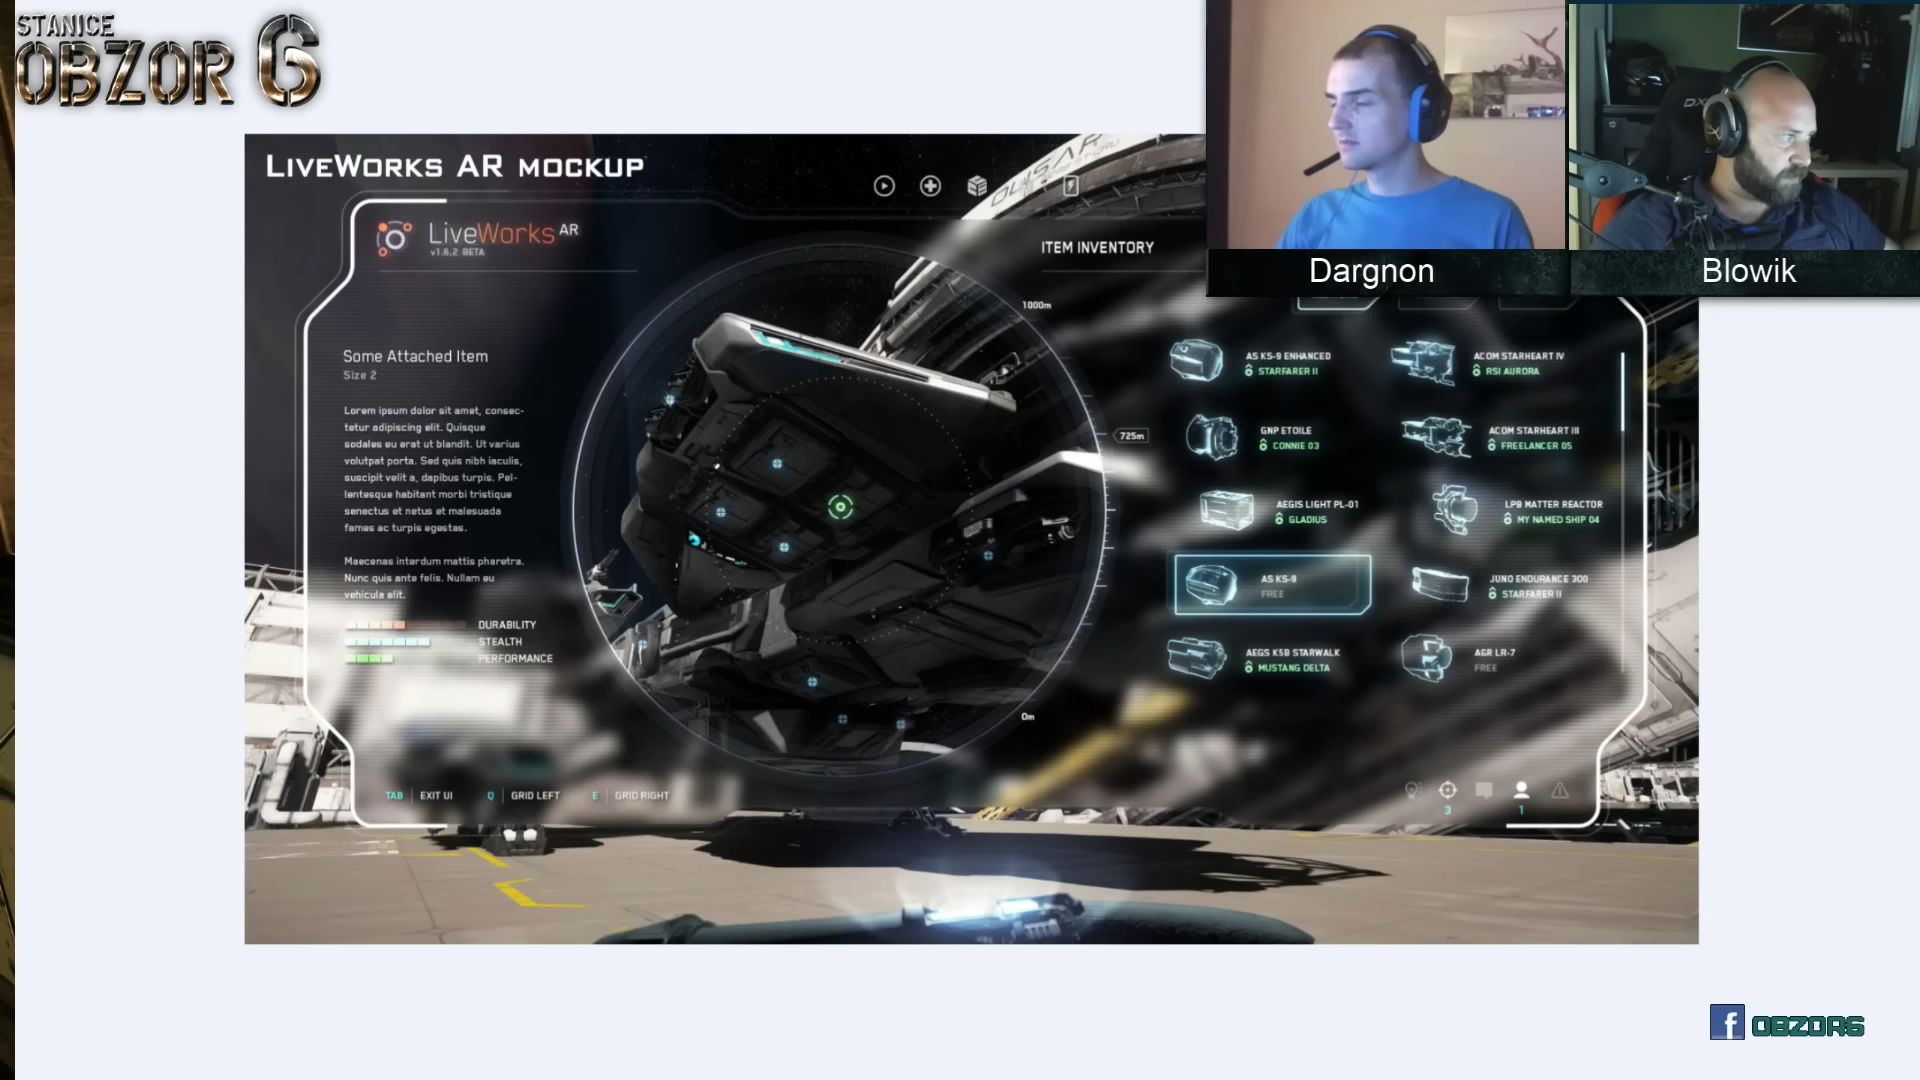 STANICE
OBZOR 6
LIVEWORKS AR MOCKUP
LiveWorks AR
v1.6.2 BETA
ITEM INVENTORY
Dargnon
Blowik
1000m
725m
0m
Some Attached Item
Size 2
Lorem ipsum dolor sit amet, consec-
tetur adipiscing elit. Quisque
sodales eu erat ut blandit. Ut varius
volutpat porta. Sed quis nibh iaculis,
suscipit velit a, dapibus turpis. Pel-
lentesque habitant morbi tristique
senectus et netus et malesuada
fames ac turpis egestas.
Maecenas interdum mattis pharetra.
Nunc quis ante felis. Nullam eu
vehicula elit.
DURABILITY
STEALTH
PERFORMANCE
AS KS-9 ENHANCED
STARFARER II
ACOM STARHEART IV
RSI AURORA
GNP ETOILE
CONNIE 03
ACOM STARHEART III
FREELANCER 05
AEGIS LIGHT PL-01
GLADIUS
LPB MATTER REACTOR
MY NAMED SHIP 04
AS KS-9
FREE
JUNO ENDURANCE 300
STARFARER II
AEGS K5B STARWALK
MUSTANG DELTA
A&R LR-7
FREE
TAB EXIT UI Q GRID LEFT E GRID RIGHT
3 1
f OBZOR6